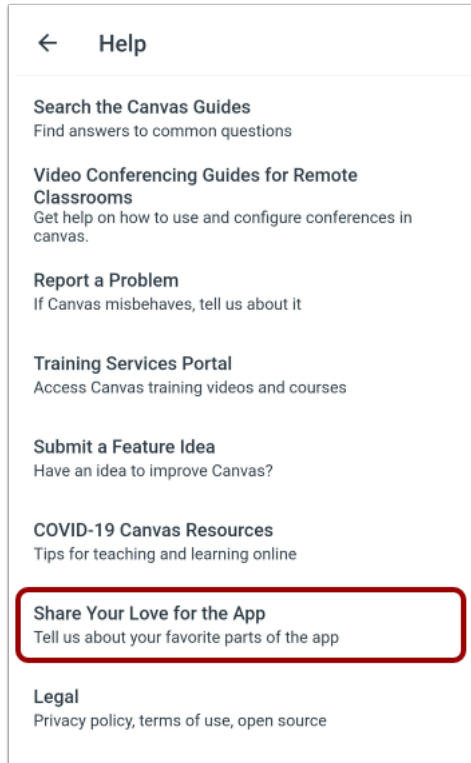 Help
Search the Canvas Guides
Find answers to common questions
Video Conferencing Guides for Remote
Classrooms
Get help on how to use and configure conferences in
canvas.
Report a Problem
If Canvas misbehaves, tell us about it
Training Services Portal
Access Canvas training videos and courses
Submit a Feature Idea
Have an idea to improve Canvas?
COVID-19 Canvas Resources
Tips for teaching and learning online
Share Your Love for the App
Tell us about your favorite parts of the app
Legal
Privacy policy, terms of use, open source